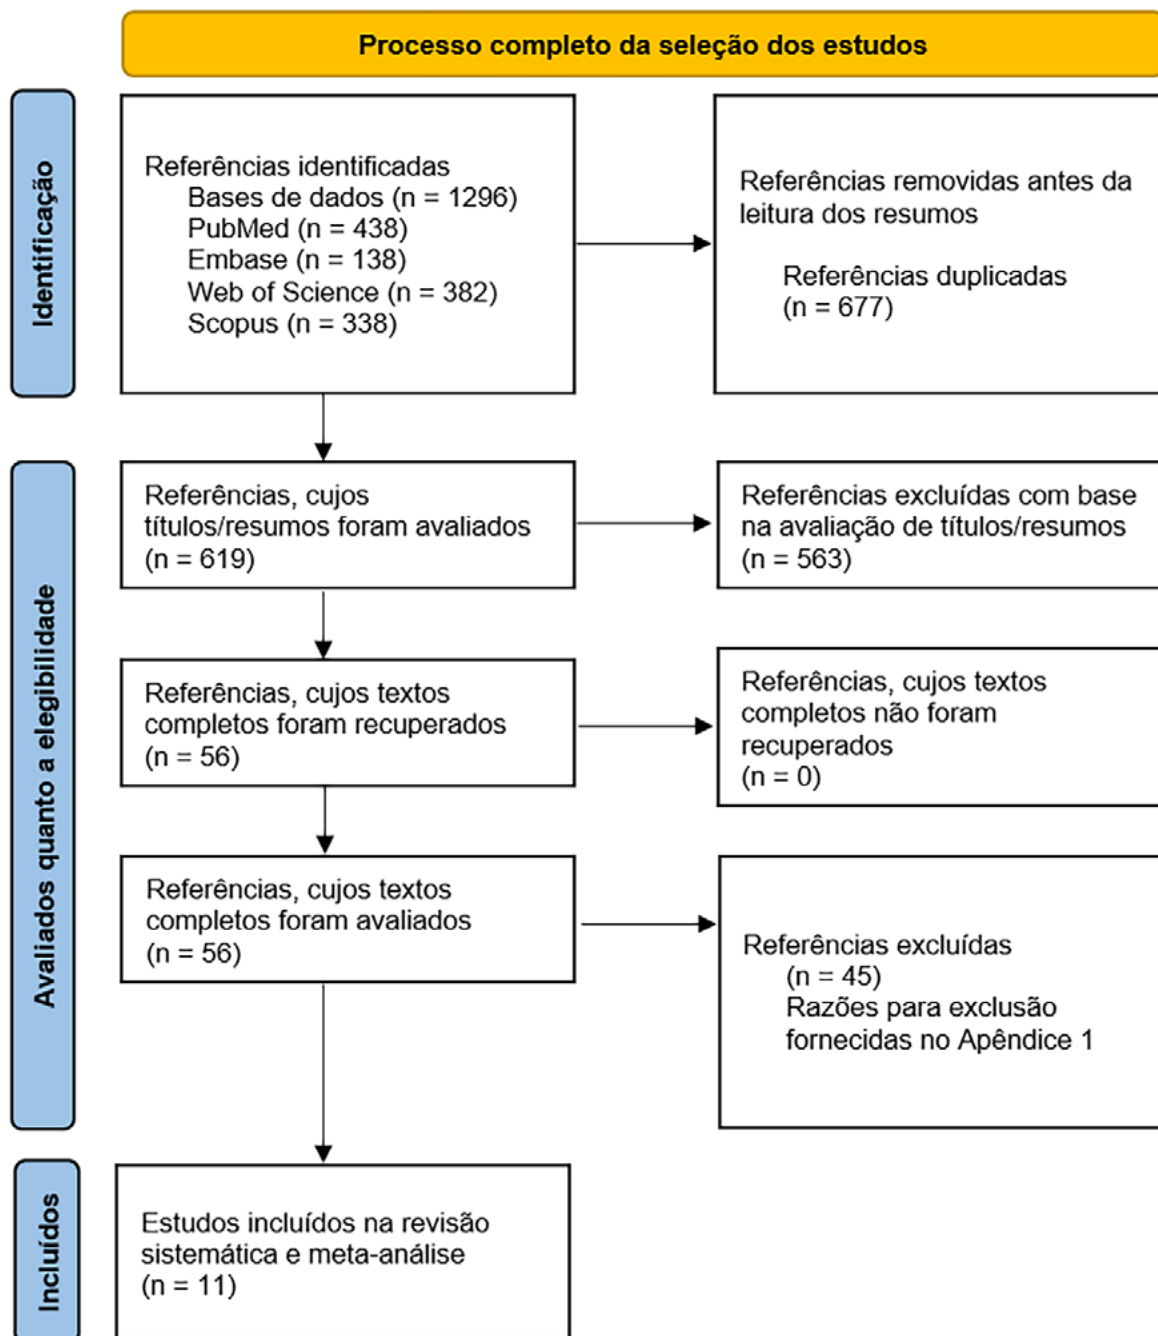 Processo completo da seleção dos estudos
Identificação
Referências identificadas
Bases de dados (n = 1296)
PubMed (n = 438)
Embase (n = 138)
Web of Science (n = 382)
Scopus (n = 338)
Referências removidas antes da
leitura dos resumos
Referências duplicadas
(n = 677)
Avaliados quanto a elegibilidade
Referências, cujos
títulos/resumos foram avaliados
(n = 619)
Referências excluídas com base
na avaliação de títulos/resumos
(n = 563)
Referências, cujos textos
completos foram recuperados
(n = 56)
Referências, cujos textos
completos não foram
recuperados
(n = 0)
Referências, cujos textos
completos foram avaliados
(n = 56)
Referências excluídas
(n = 45)
Razões para exclusão
fornecidas no Apêndice 1
Incluídos
Estudos incluídos na revisão
sistemática e meta-análise
(n = 11)